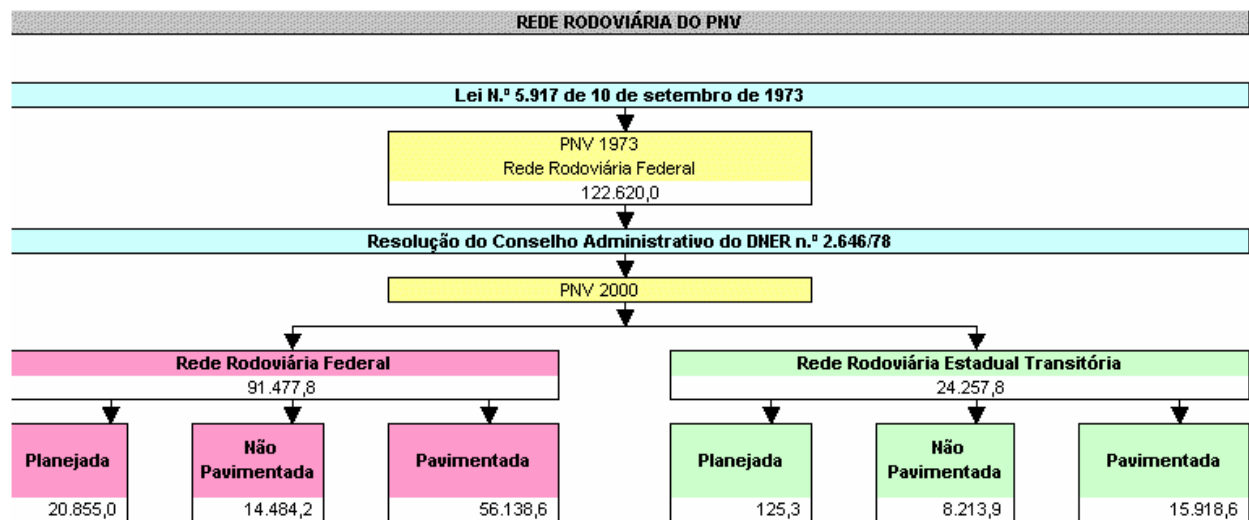 REDE RODOVIÁRIA DO PNV
Lei N.º 5.917 de 10 de setembro de 1973
PNV 1973
Rede Rodoviária Federal
122.620,0
Resolução do Conselho Administrativo do DNER n.º 2.646/78
PNV 2000
Rede Rodoviária Federal
91.477,8
Rede Rodoviária Estadual Transitória
24.257,8
Planejada
20.855,0
Não
Pavimentada
14.484,2
Pavimentada
56.138,6
Planejada
125,3
Não
Pavimentada
8.213,9
Pavimentada
15.918,6